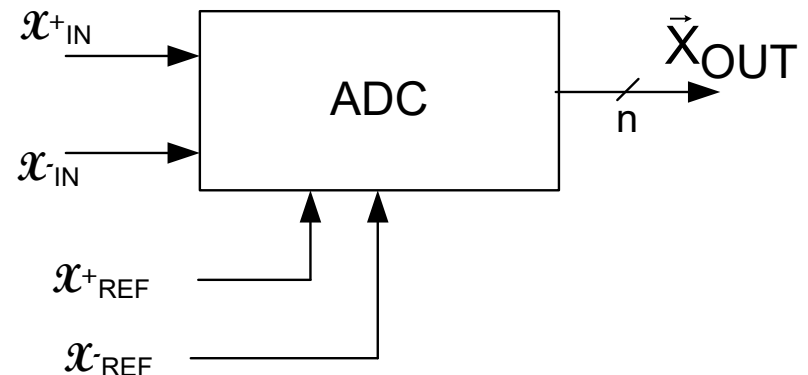 X⁺IN
ADC
X⃗OUT
n
X⁻IN
X⁺REF
X⁻REF